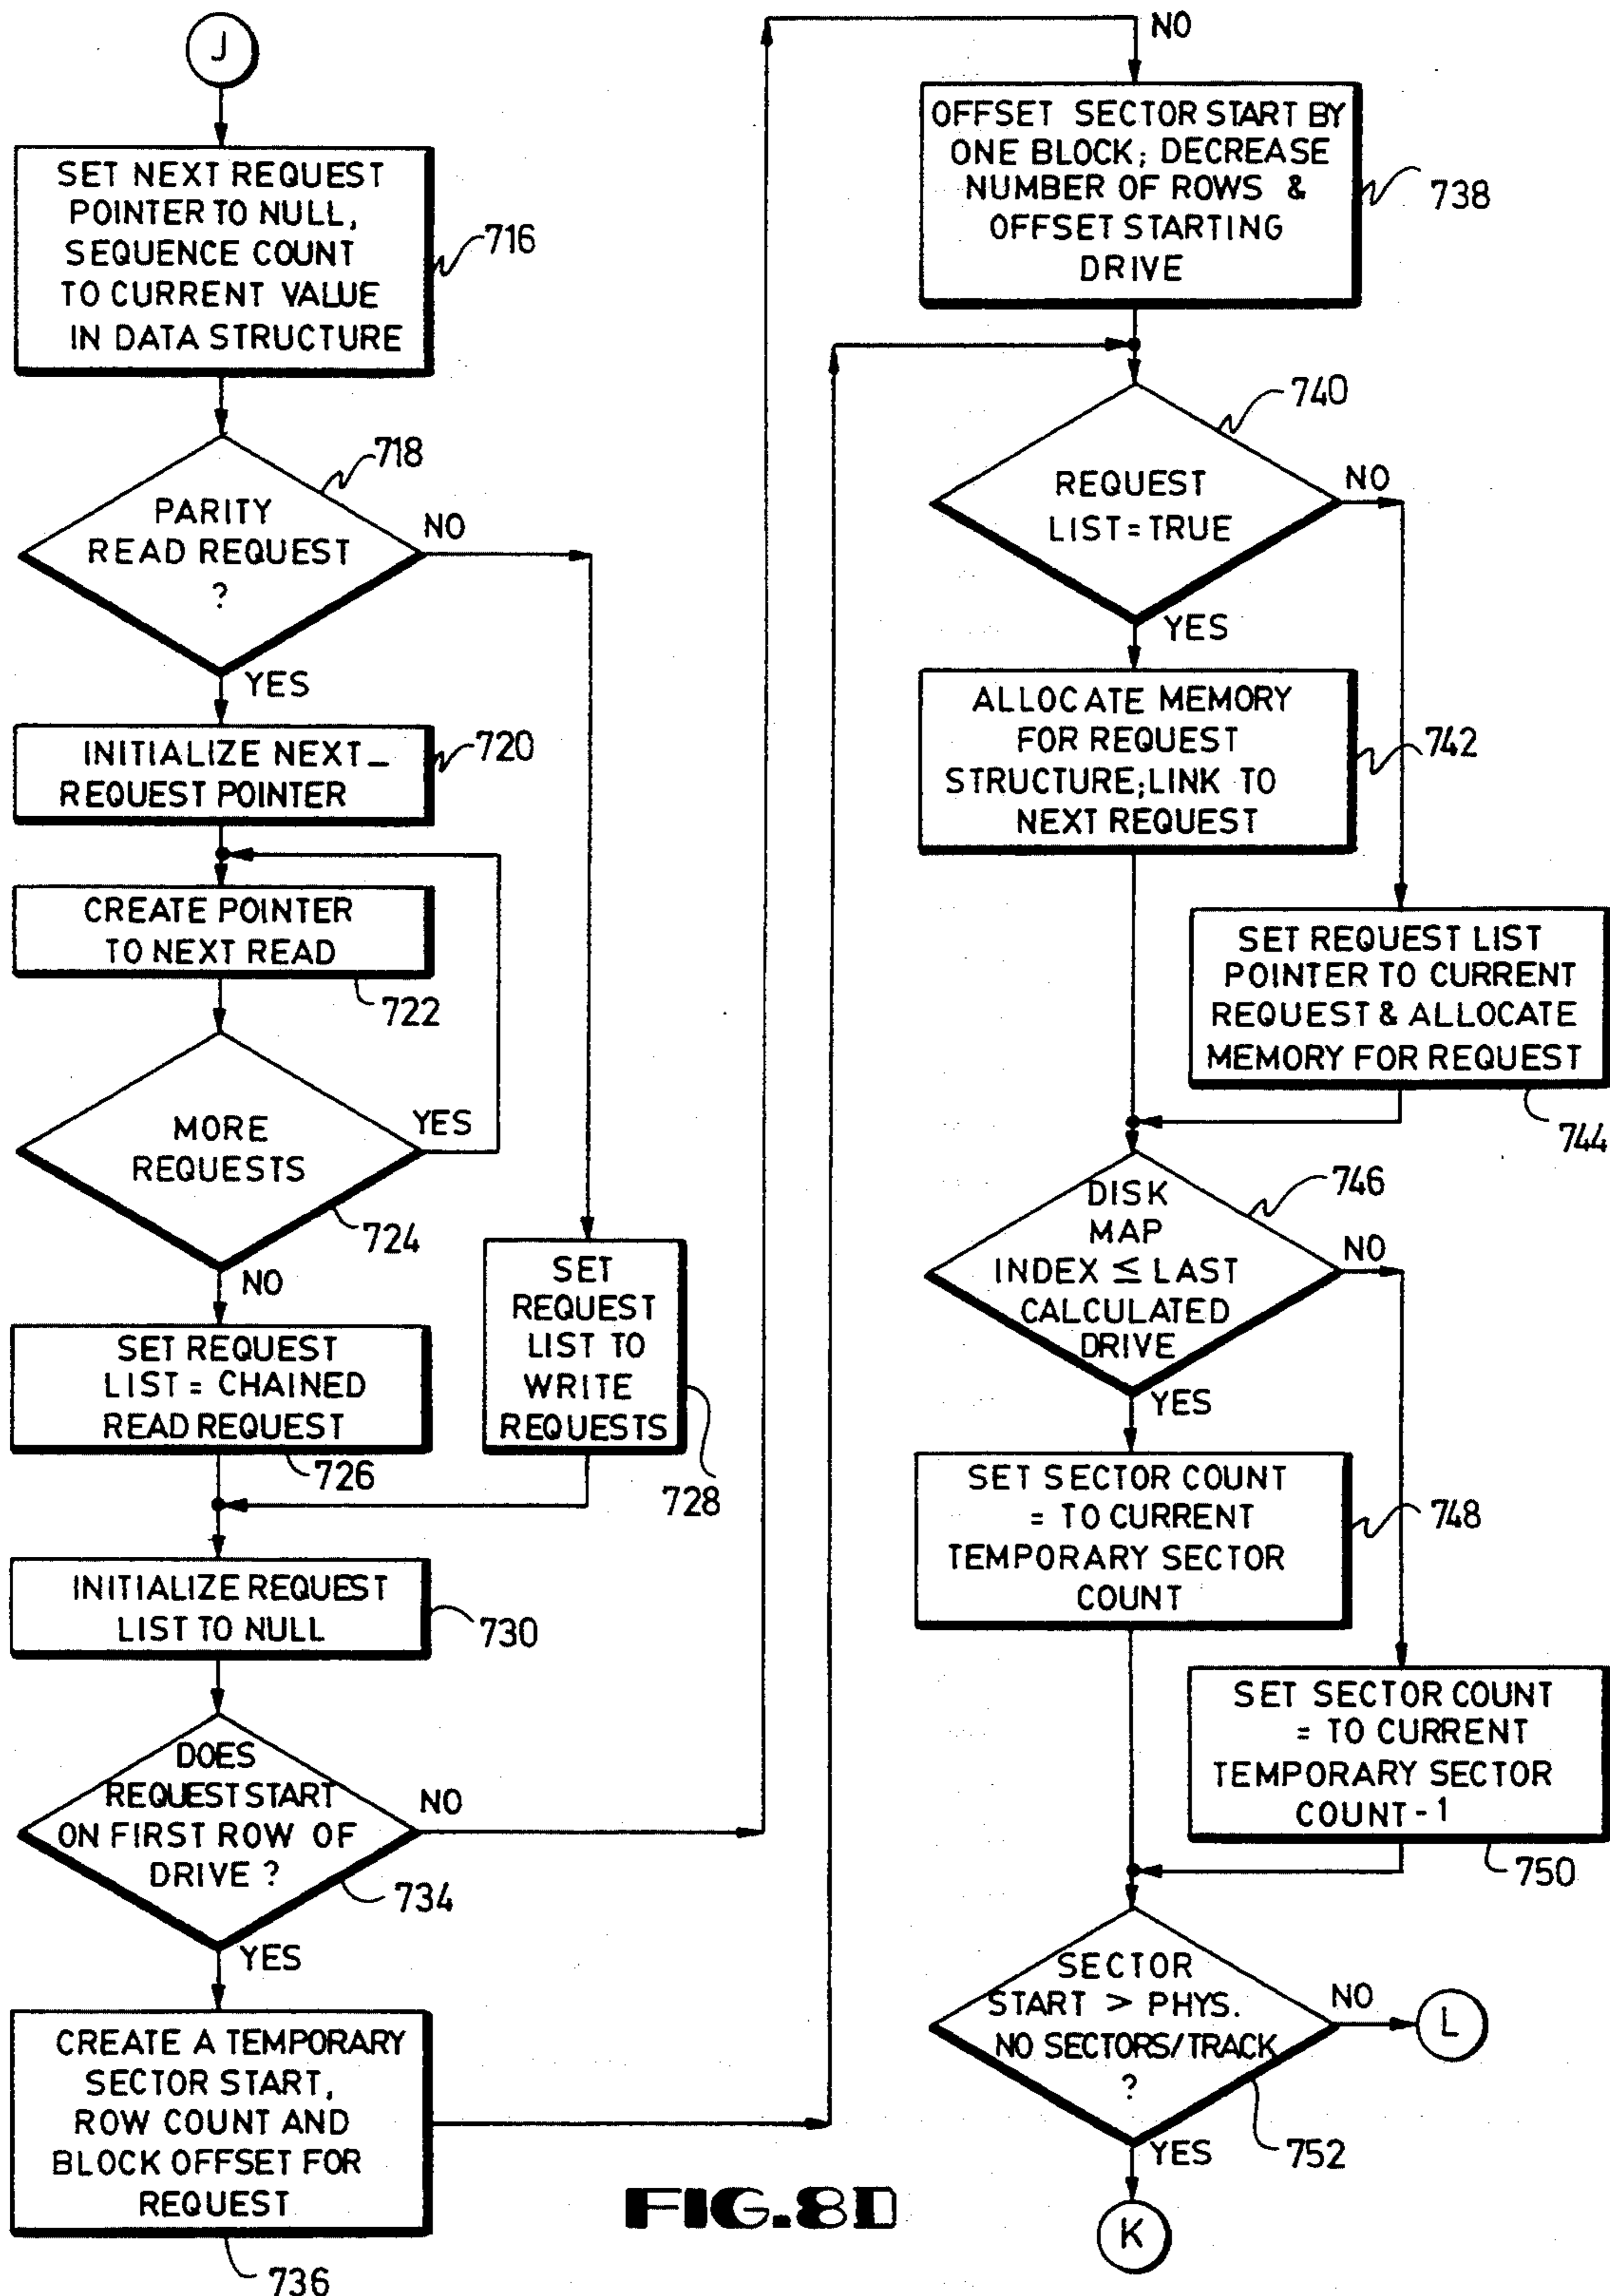 J
SET NEXT REQUEST
POINTER TO NULL,
SEQUENCE COUNT
TO CURRENT VALUE
IN DATA STRUCTURE
716
718
PARITY
READ REQUEST
?
NO
YES
INITIALIZE NEXT_
REQUEST POINTER
720
CREATE POINTER
TO NEXT READ
722
MORE
REQUESTS
YES
724
NO
SET REQUEST
LIST = CHAINED
READ REQUEST
726
SET
REQUEST
LIST TO
WRITE
REQUESTS
728
INITIALIZE REQUEST
LIST TO NULL
730
DOES
REQUEST START
ON FIRST ROW OF
DRIVE ?
NO
734
YES
CREATE A TEMPORARY
SECTOR START,
ROW COUNT AND
BLOCK OFFSET FOR
REQUEST
736
NO
OFFSET SECTOR START BY
ONE BLOCK; DECREASE
NUMBER OF ROWS &
OFFSET STARTING
DRIVE
738
740
REQUEST
LIST = TRUE
NO
YES
ALLOCATE MEMORY
FOR REQUEST
STRUCTURE; LINK TO
NEXT REQUEST
742
SET REQUEST LIST
POINTER TO CURRENT
REQUEST & ALLOCATE
MEMORY FOR REQUEST
744
746
DISK
MAP
INDEX ≤ LAST
CALCULATED
DRIVE
NO
YES
SET SECTOR COUNT
= TO CURRENT
TEMPORARY SECTOR
COUNT
748
SET SECTOR COUNT
= TO CURRENT
TEMPORARY SECTOR
COUNT-1
750
SECTOR
START > PHYS.
NO SECTORS/TRACK
?
NO
L
752
YES
K
FIG.8D